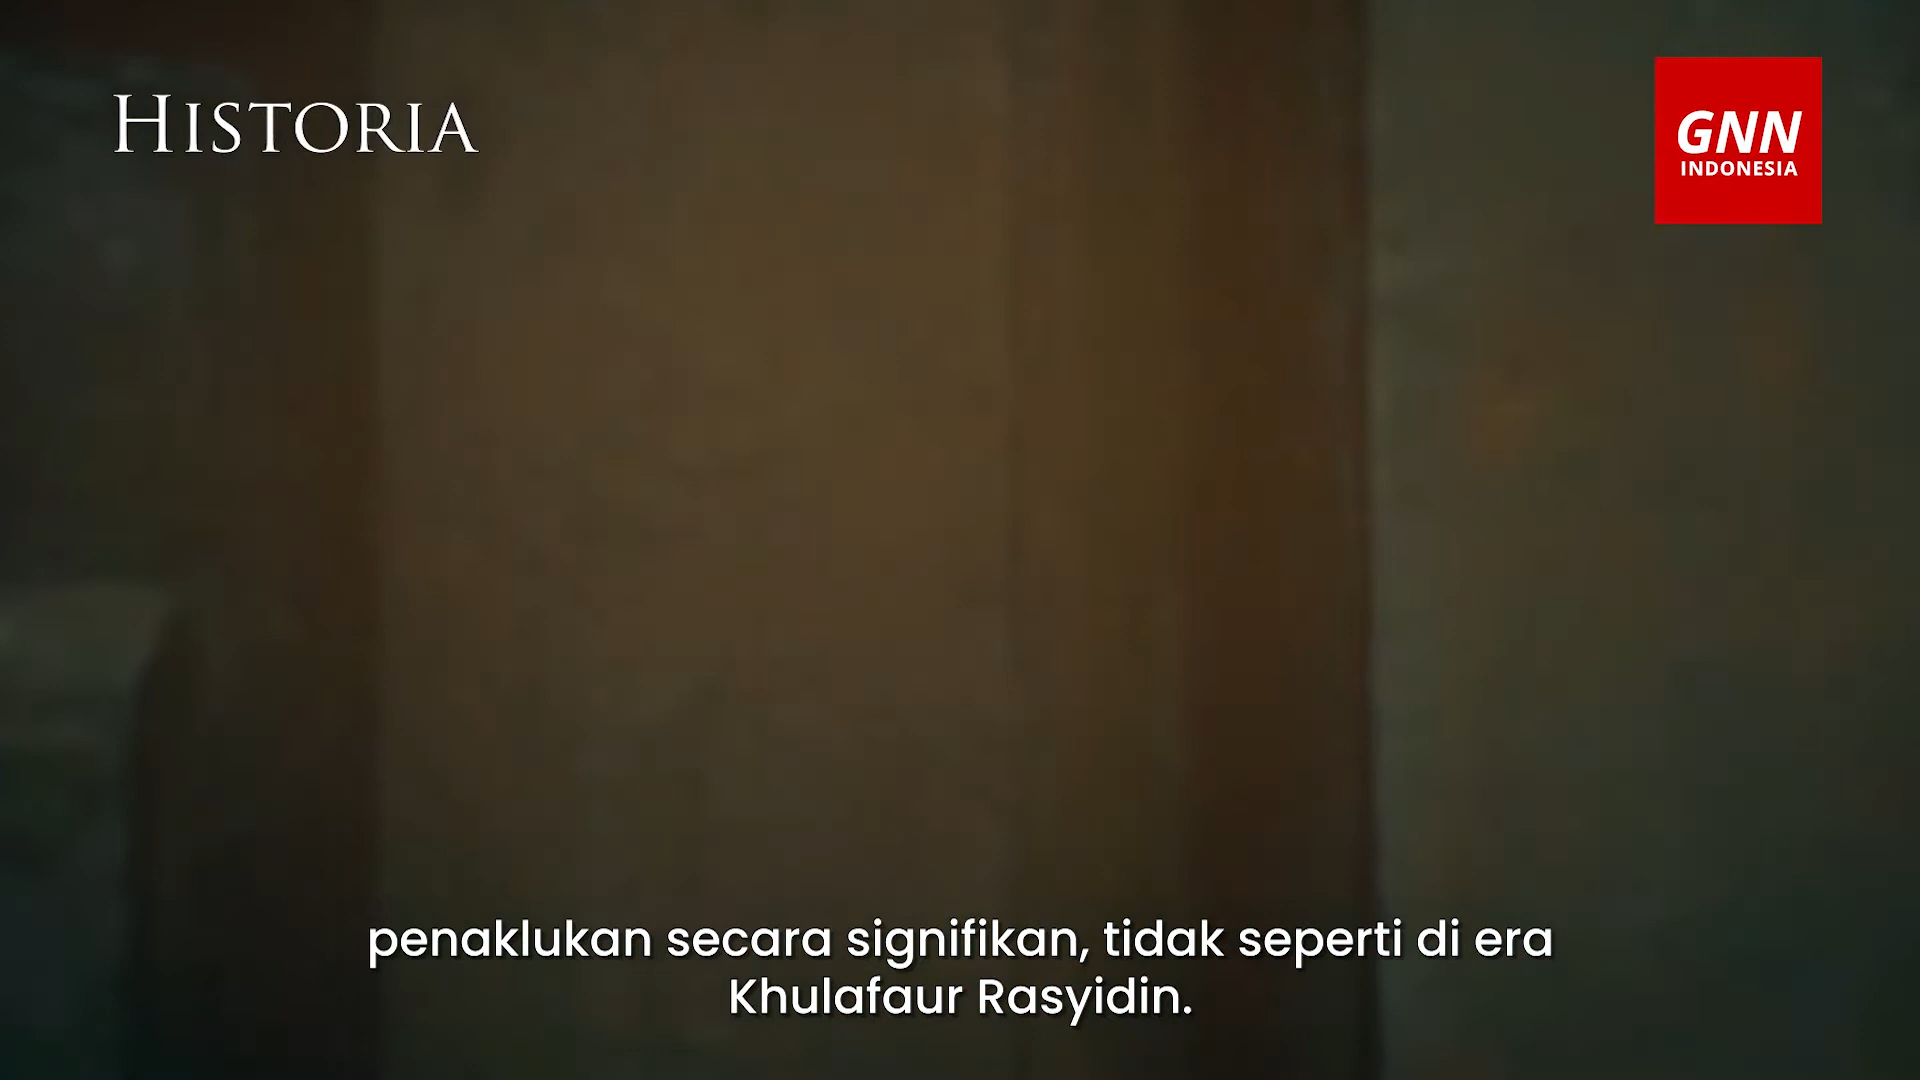 HISTORIA
GNN
INDONESIA
penaklukan secara signifikan, tidak seperti di era
Khulafaur Rasyidin.